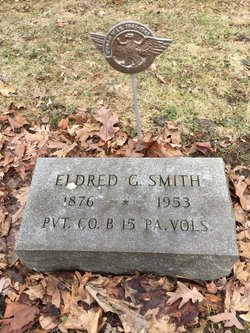 ELDRED G. SMITH
1876 - ★ - 1953
PVT. CO. B 15 PA. VOLS